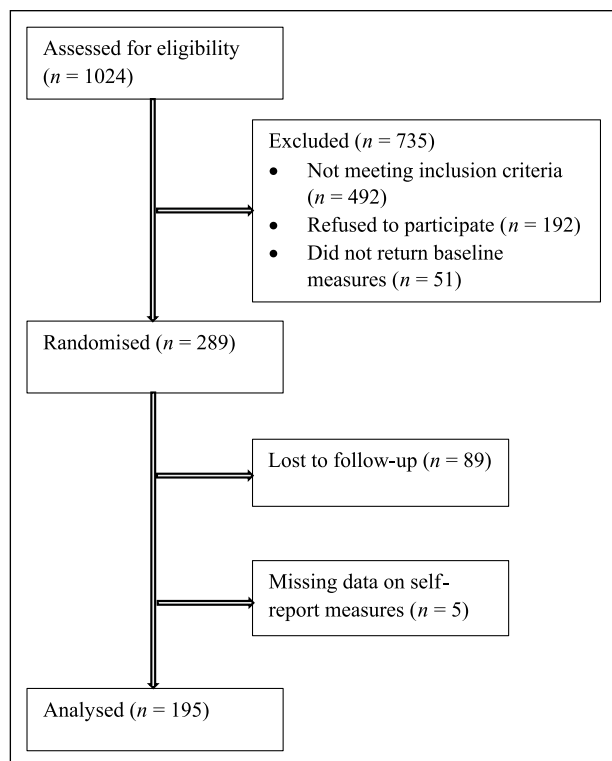 Assessed for eligibility
(n = 1024)
Excluded (n = 735)
• Not meeting inclusion criteria
(n = 492)
• Refused to participate (n = 192)
• Did not return baseline
measures (n = 51)
Randomised (n = 289)
Lost to follow-up (n = 89)
Missing data on self-
report measures (n = 5)
Analysed (n = 195)